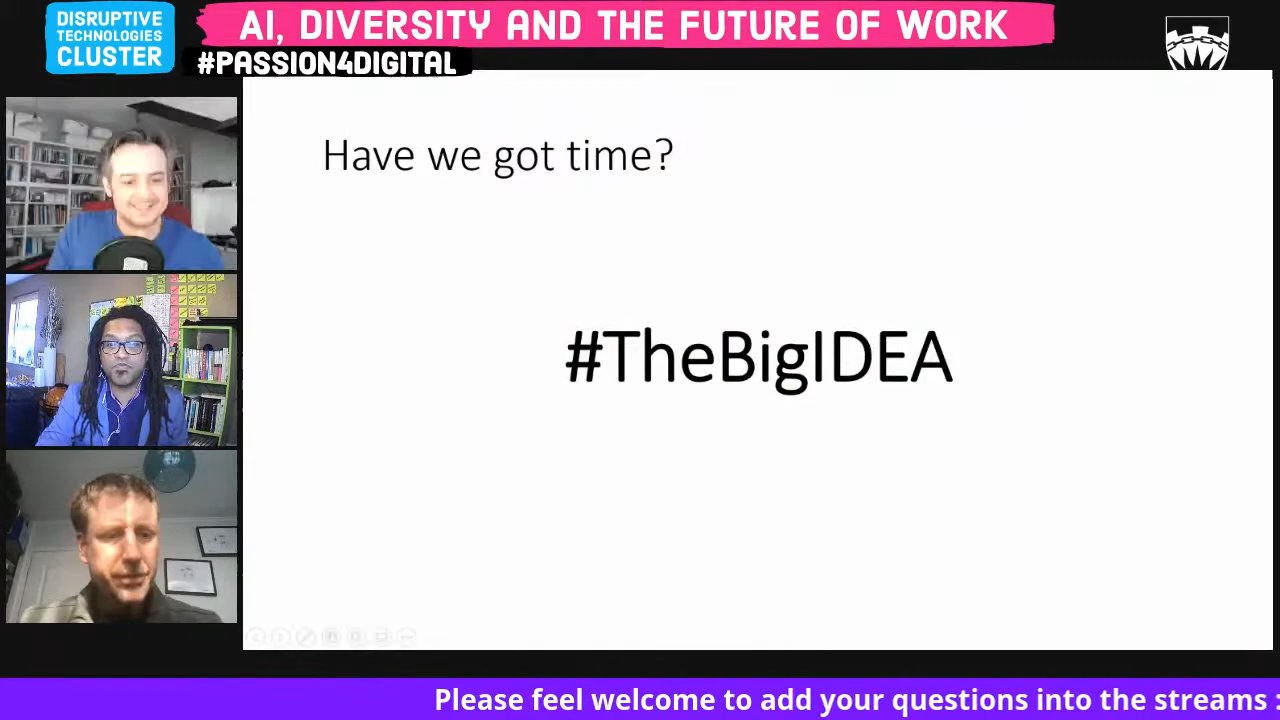 DISRUPTIVE
TECHNOLOGIES
CLUSTER
AI, DIVERSITY AND THE FUTURE OF WORK
#PASSION4DIGITAL
Have we got time?
#TheBigIDEA
Please feel welcome to add your questions into the streams :